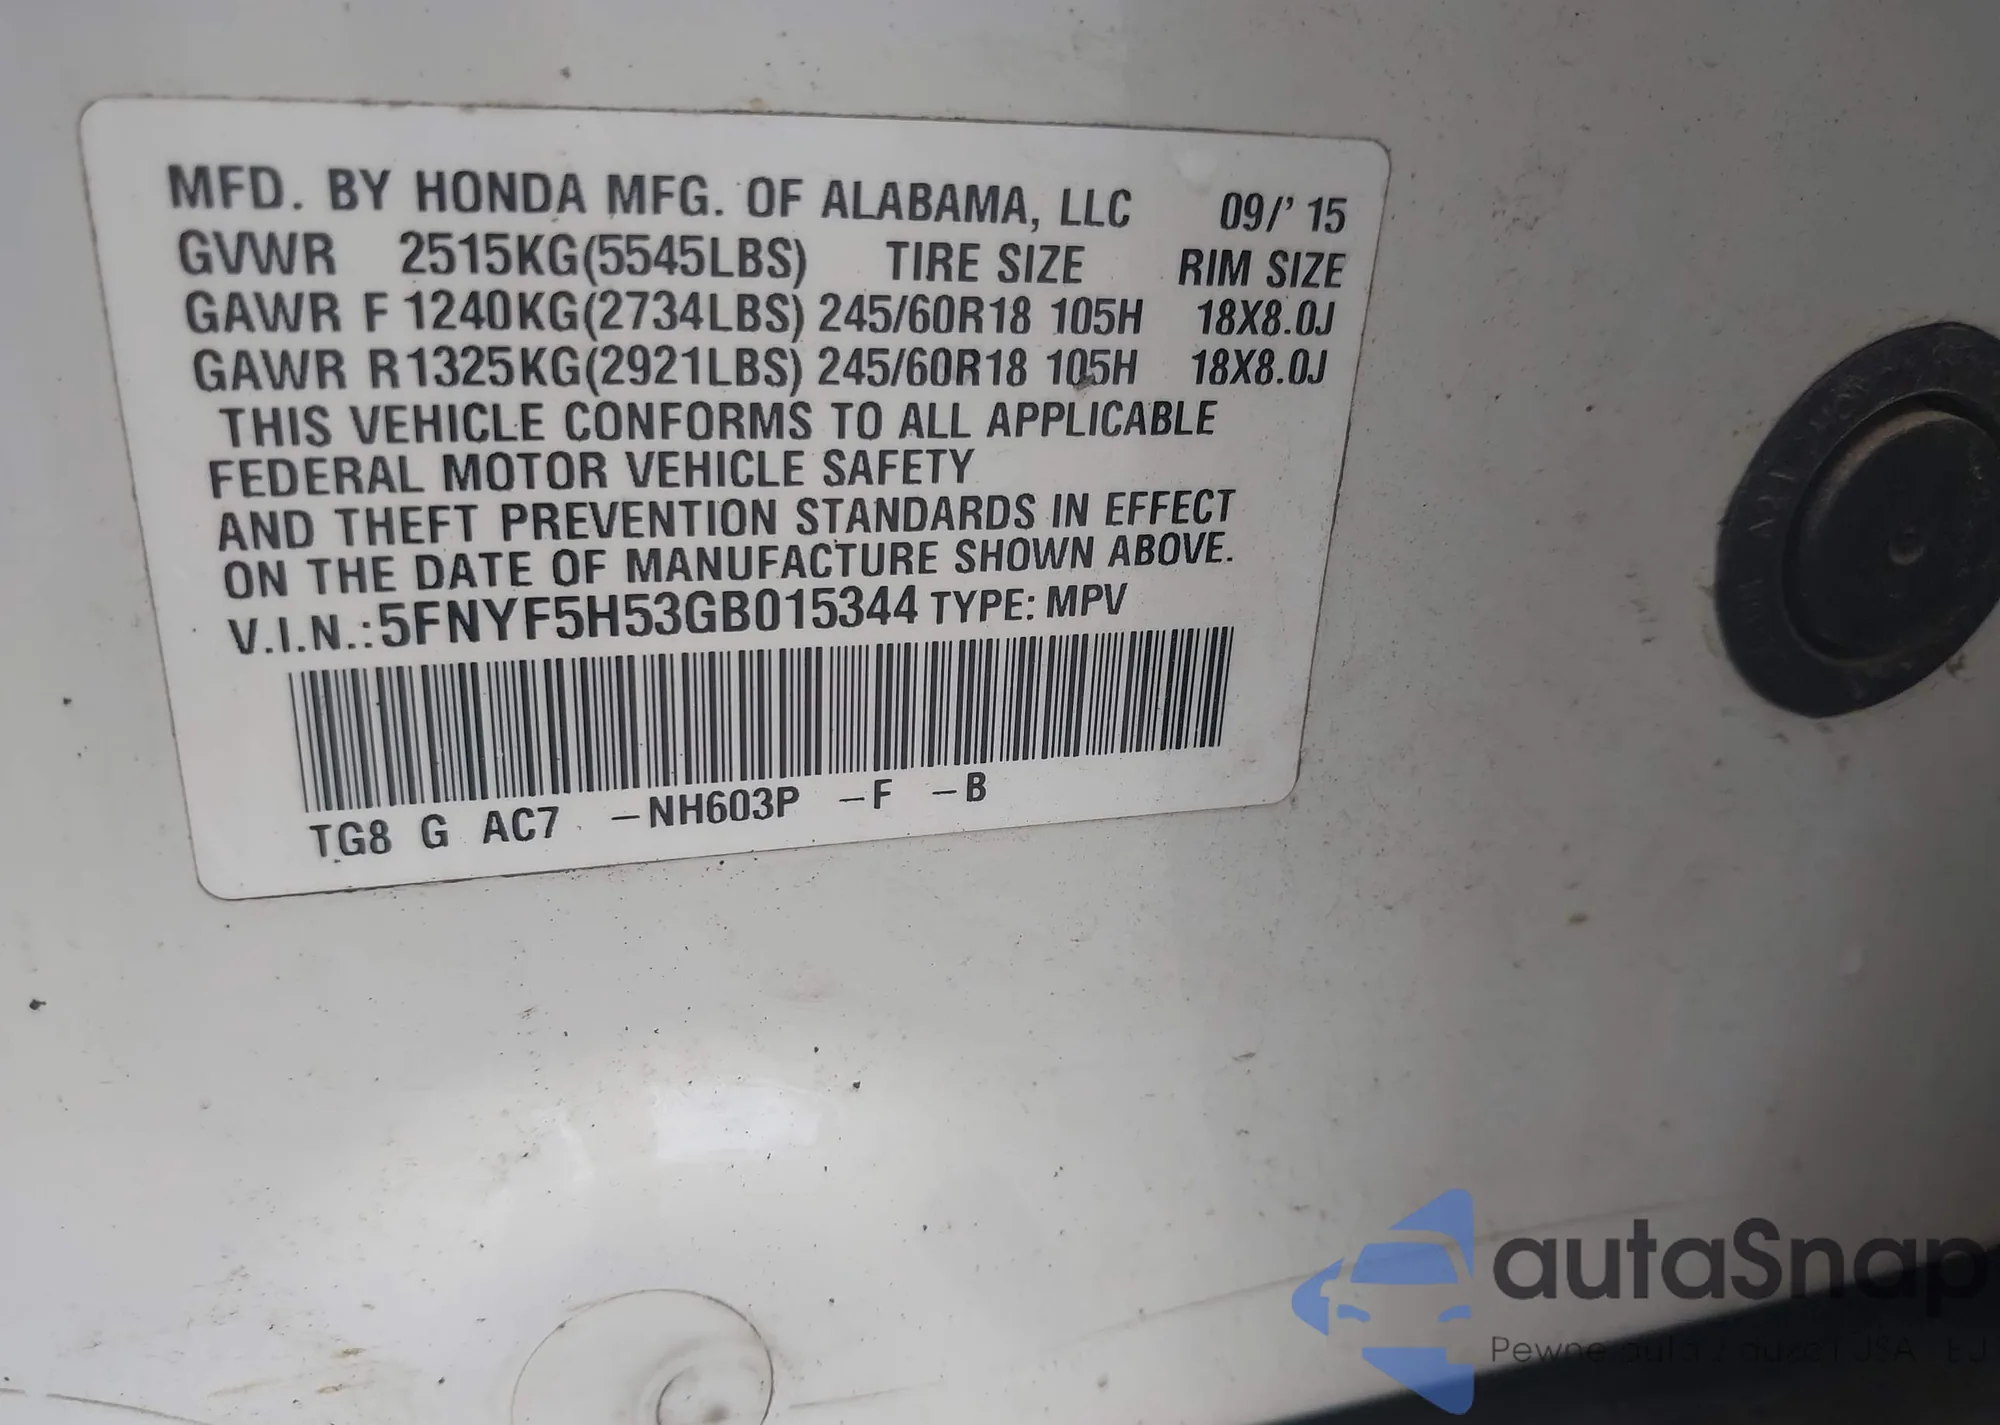 MFD. BY HONDA MFG. OF ALABAMA, LLC 09/' 15
GVWR 2515KG(5545LBS) TIRE SIZE RIM SIZE
GAWR F 1240KG(2734LBS) 245/60R18 105H 18X8.0J
GAWR R1325KG(2921LBS) 245/60R18 105H 18X8.0J
THIS VEHICLE CONFORMS TO ALL APPLICABLE
FEDERAL MOTOR VEHICLE SAFETY
AND THEFT PREVENTION STANDARDS IN EFFECT
ON THE DATE OF MANUFACTURE SHOWN ABOVE.
V.I.N.:5FNYF5H53GB015344 TYPE: MPV
TG8 G AC7 -NH603P -F -B
autaSnap
Pewne auta z